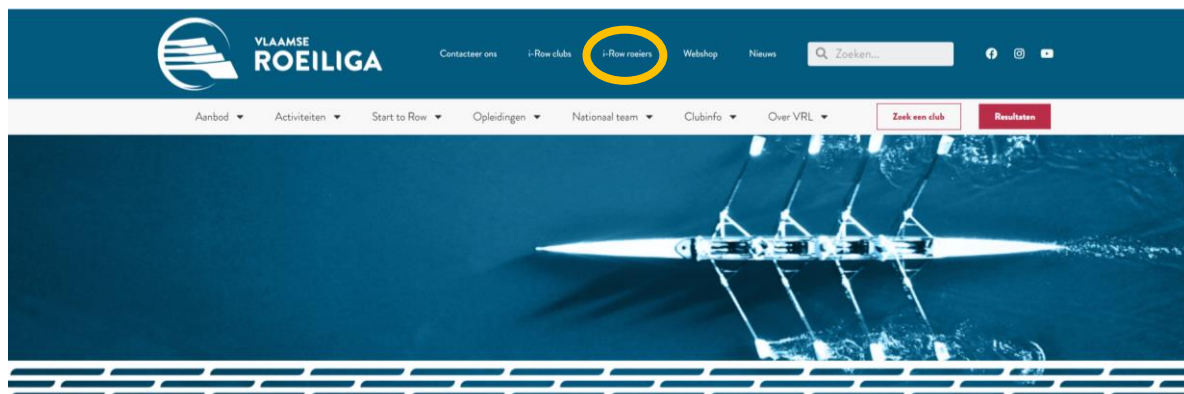 VLAAMSE
ROEILIGA
Contacteer ons i-Row clubs i-Row roeiers Webshop Nieuws Zoeken...
Aanbod Activiteiten Start to Row Opleidingen Nationaal team Clubinfo Over VRL Zoek een club Resultaten